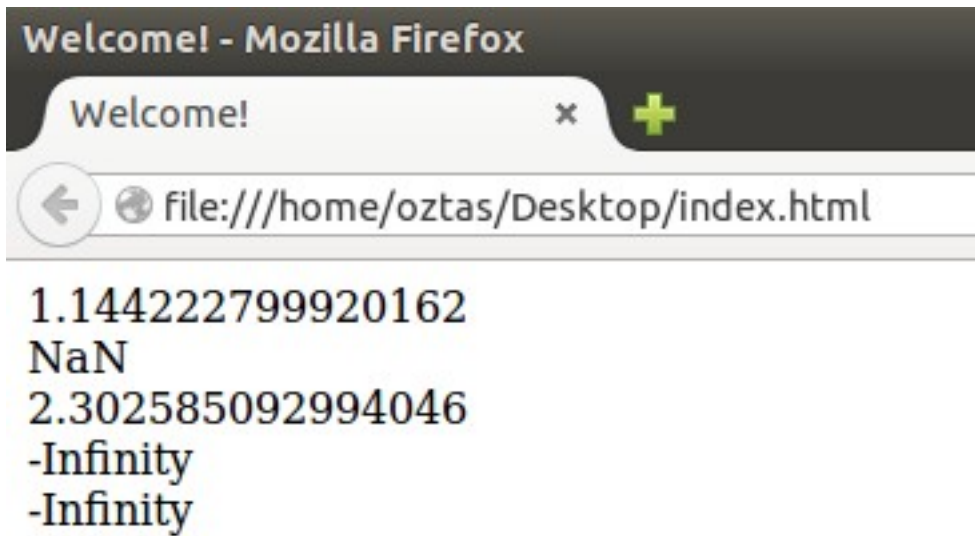 Welcome! - Mozilla Firefox
Welcome!
file:///home/oztas/Desktop/index.html
1.144222799920162
NaN
2.302585092994046
-Infinity
-Infinity